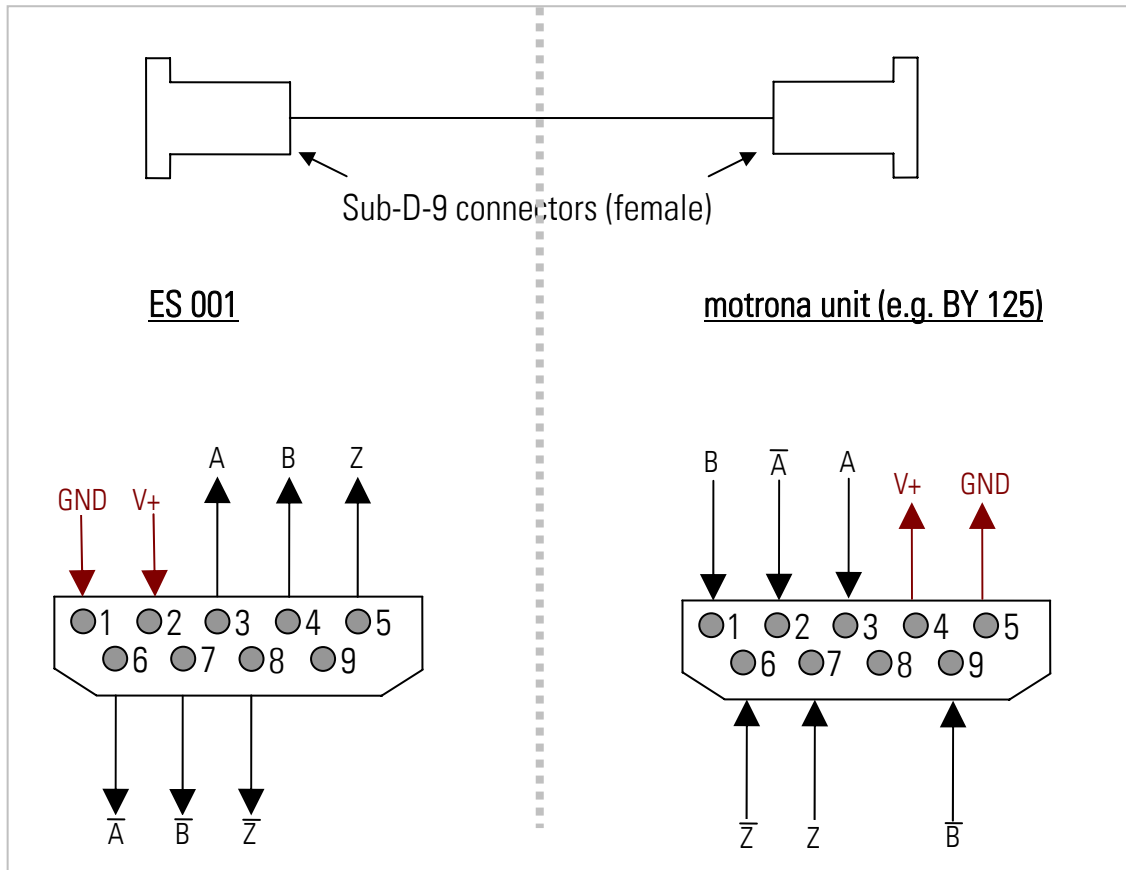 Sub-D-9 connectors (female)
ES 001
motrona unit (e.g. BY 125)
GND V+ A B Z
1 2 3 4 5
6 7 8 9
A̅ B̅ Z̅
B A̅ A V+ GND
1 2 3 4 5
6 7 8 9
Z̅ Z B̅